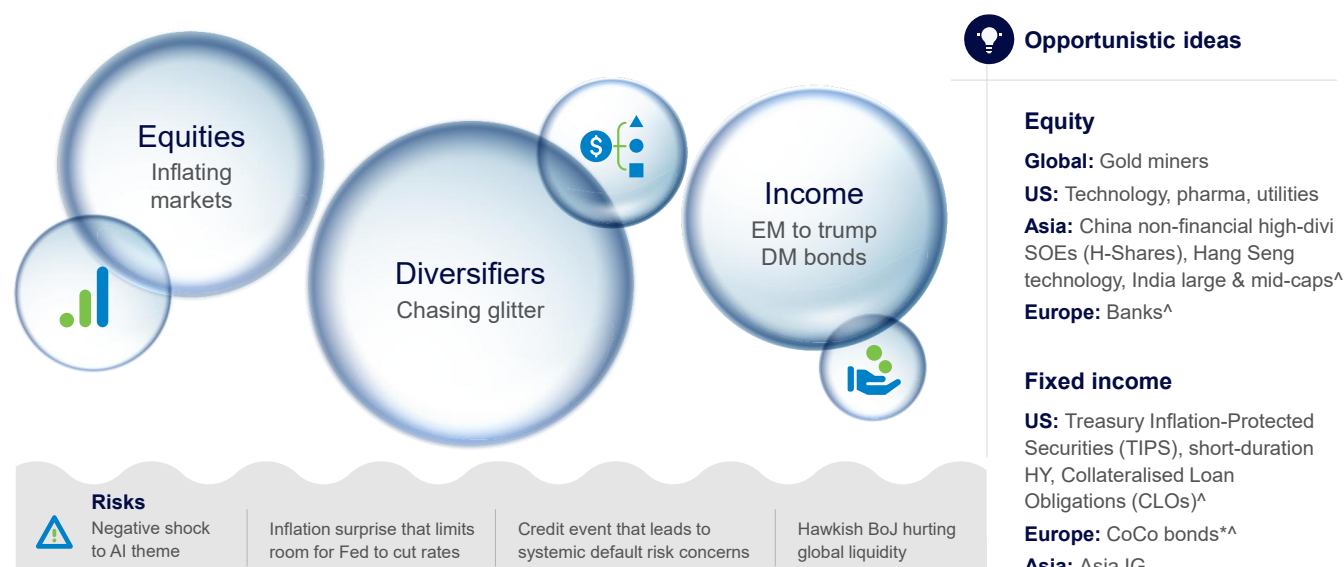 Equities
Inflating
markets
Diversifiers
Chasing glitter
$
Income
EM to trump
DM bonds
Risks
Negative shock
to AI theme
Inflation surprise that limits
room for Fed to cut rates
Credit event that leads to
systemic default risk concerns
Hawkish BoJ hurting
global liquidity
Opportunistic ideas
Equity
Global: Gold miners
US: Technology, pharma, utilities
Asia: China non-financial high-divi
SOEs (H-Shares), Hang Seng
technology, India large & mid-caps^
Europe: Banks^
Fixed income
US: Treasury Inflation-Protected
Securities (TIPS), short-duration
HY, Collateralised Loan
Obligations (CLOs)^
Europe: CoCo bonds*^
Asia: Asia IG